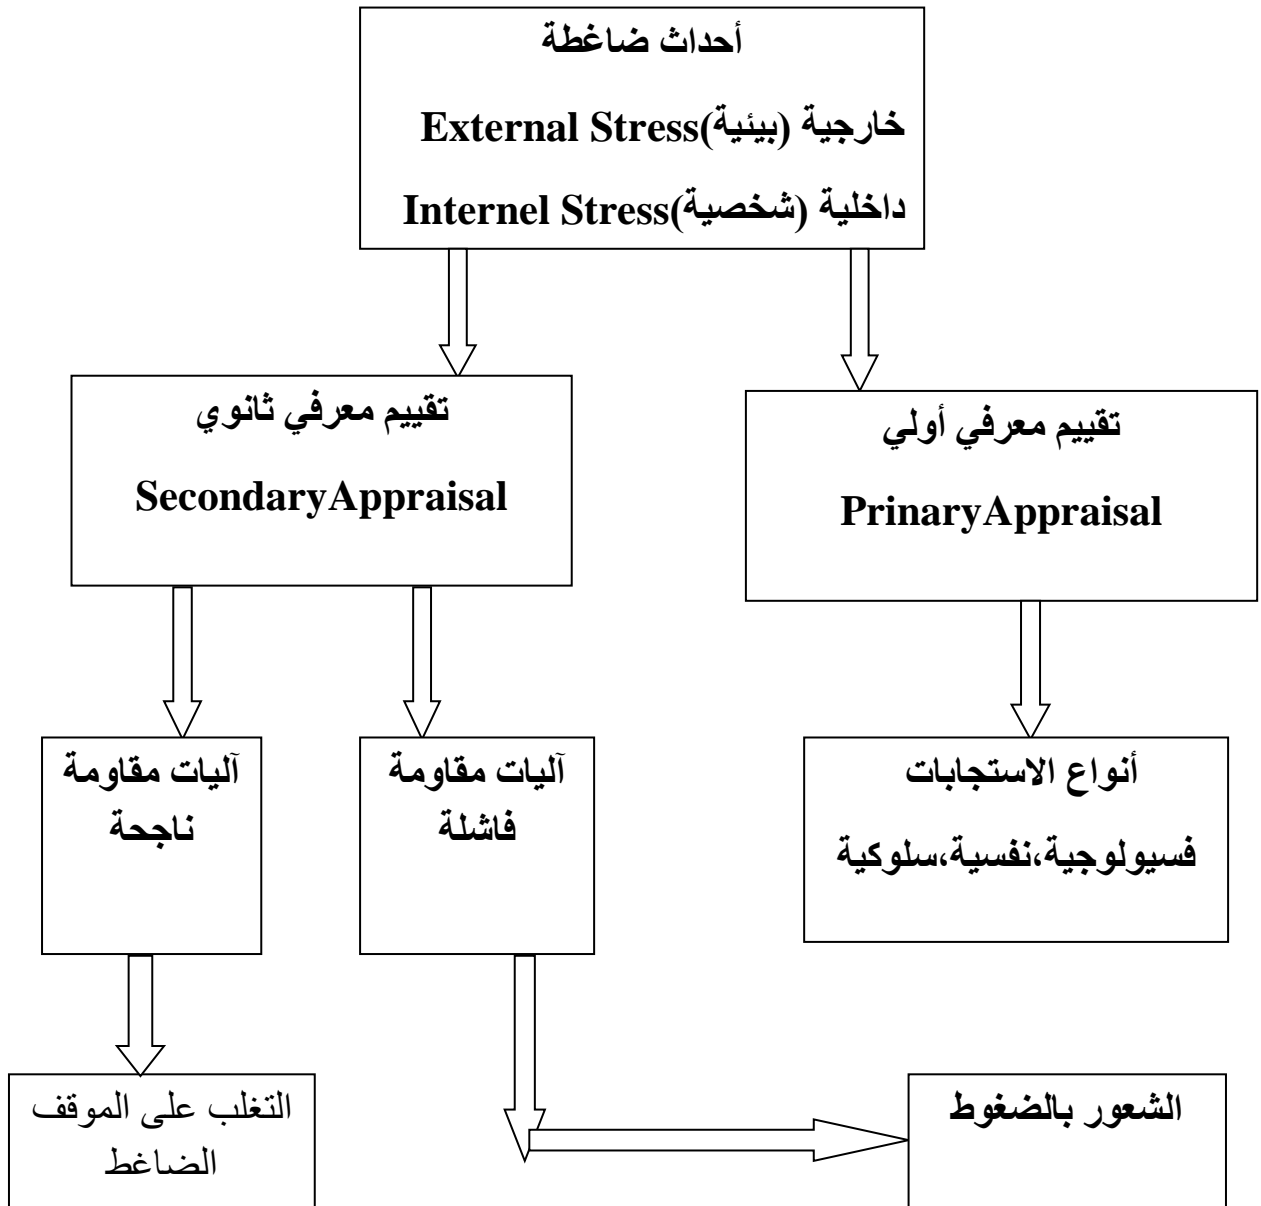 أحداث ضاغطة
خارجية (بيئية)External Stress
داخلية (شخصية)Internel Stress
تقييم معرفي أولي
PrinaryAppraisal
تقييم معرفي ثانوي
SecondaryAppraisal
أنواع الاستجابات
فسيولوجية،نفسية،سلوكية
آليات مقاومة
فاشلة
آليات مقاومة
ناجحة
الشعور بالضغوط
التغلب على الموقف
الضاغط